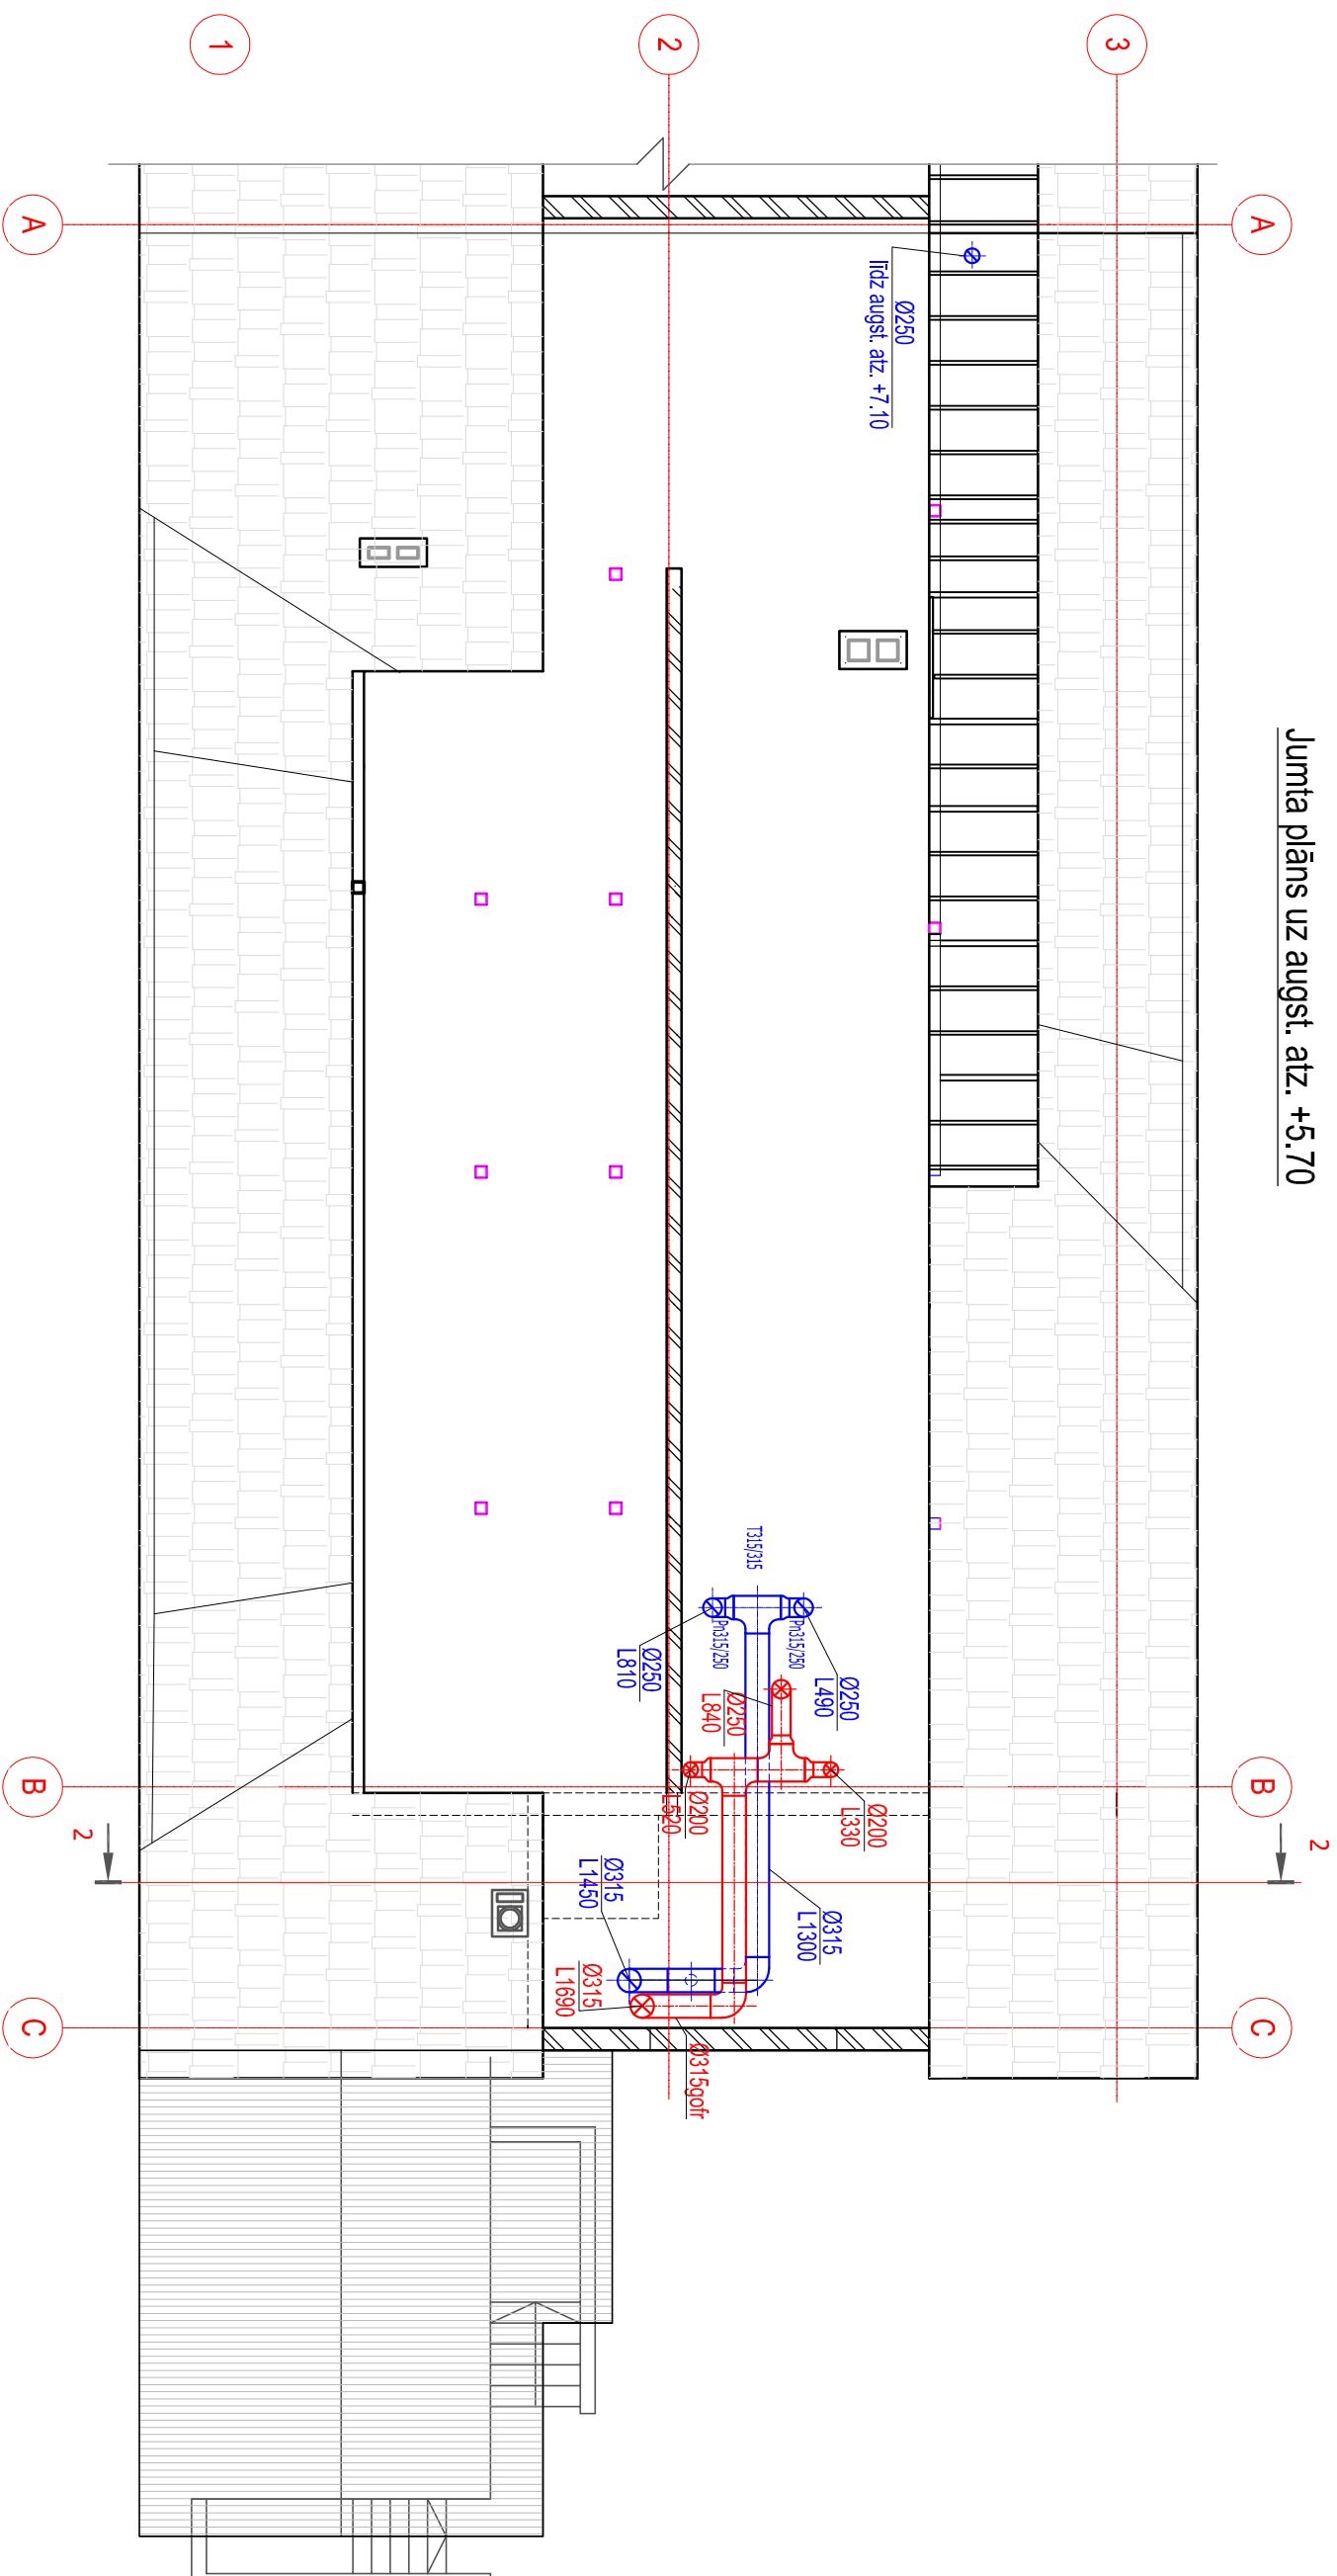 Jumta plāns uz augst. atz. +5.70
A
B
C
2
3
Ø250
līdz augst. atz. +7.10
T315/315
Pn315/250
Pn315/250
Ø250
L490
Ø250
L810
Ø250
L840
Ø200
L330
Ø200
L520
Ø315
L1300
Ø315
L1450
Ø315
L1690
Ø315gofr
2
1
A
B
2
C